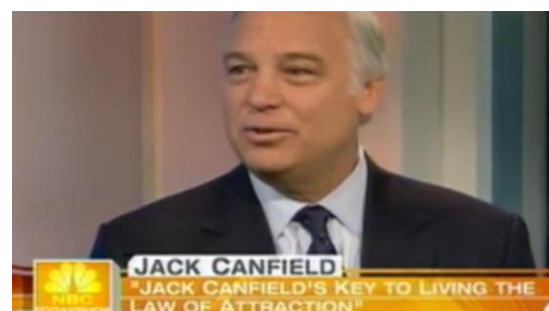 JACK CANFIELD
"JACK CANFIELD'S KEY TO LIVING THE
LAW OF ATTRACTION"
NBC